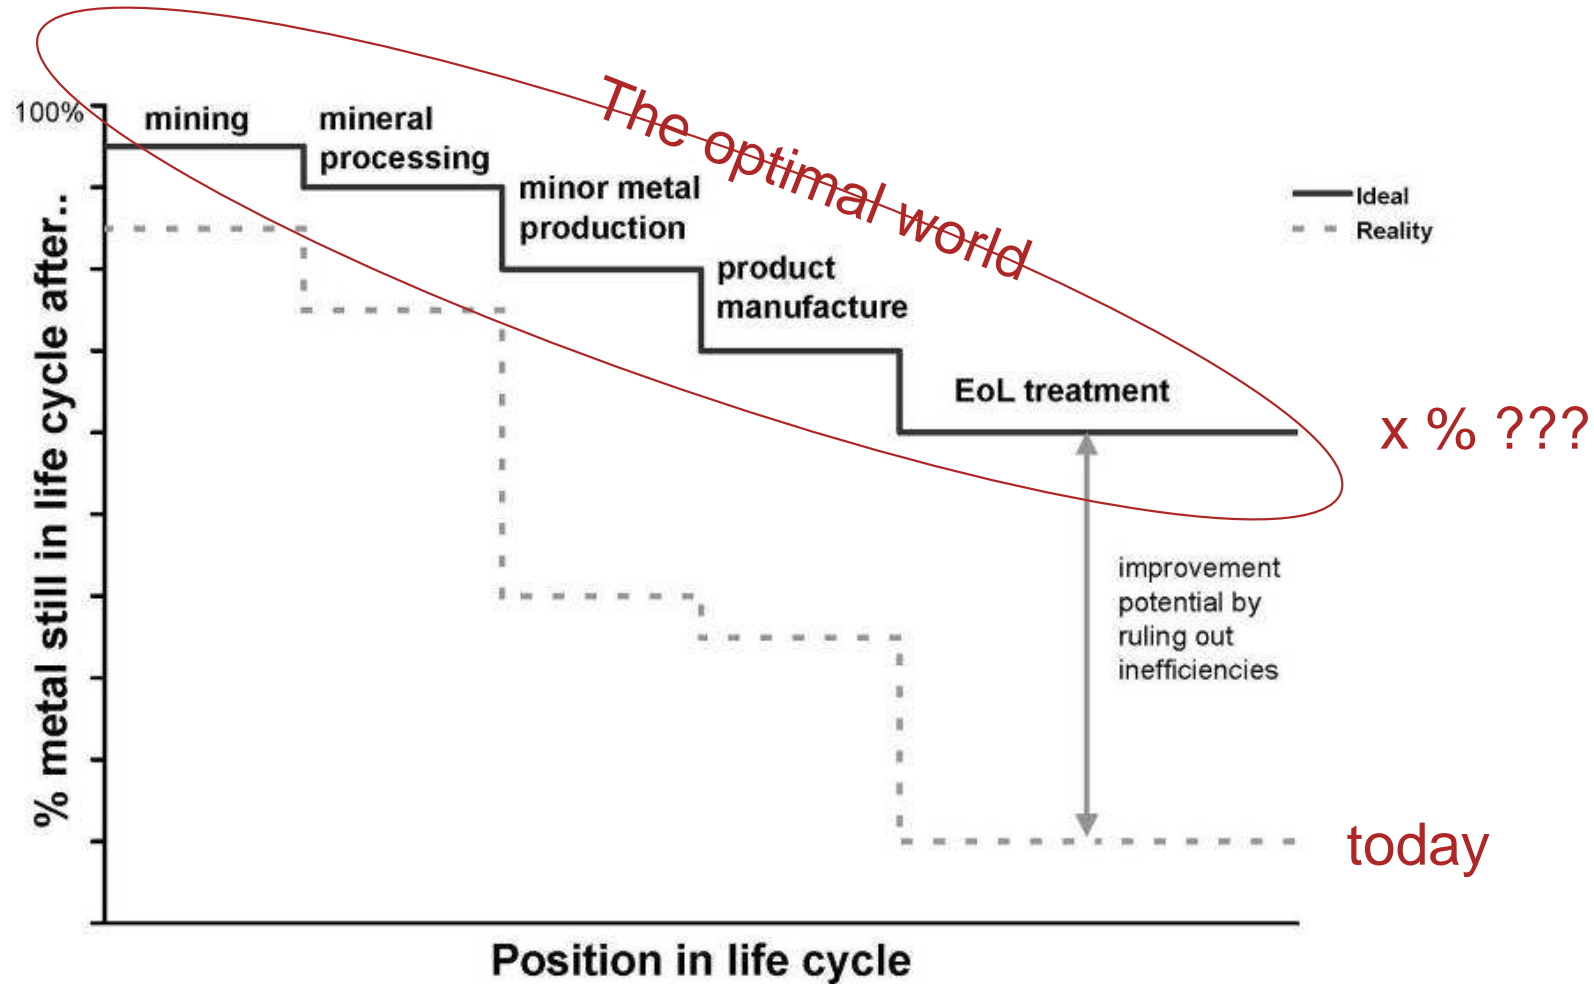 The optimal world
100%
mining
mineral
processing
minor metal
production
product
manufacture
EoL treatment
Ideal
Reality
x % ???
improvement
potential by
ruling out
inefficiencies
today
% metal still in life cycle after..
Position in life cycle